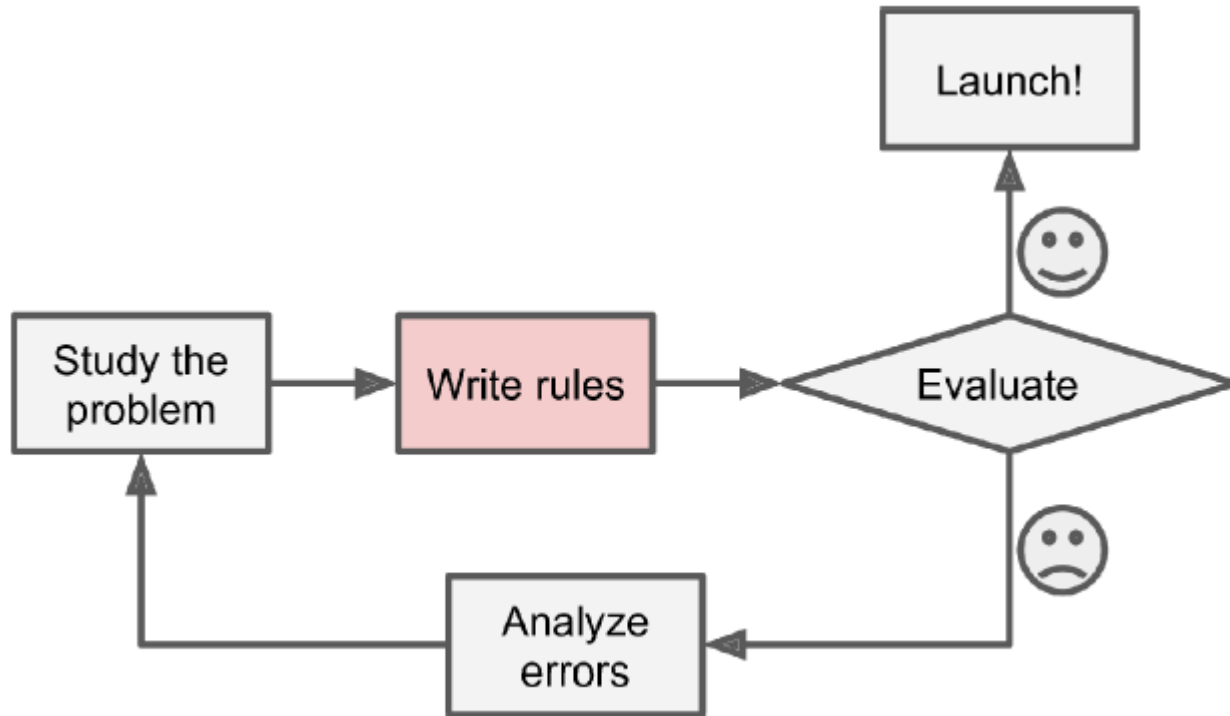 Launch!
Study the
problem
Write rules
Evaluate
Analyze
errors